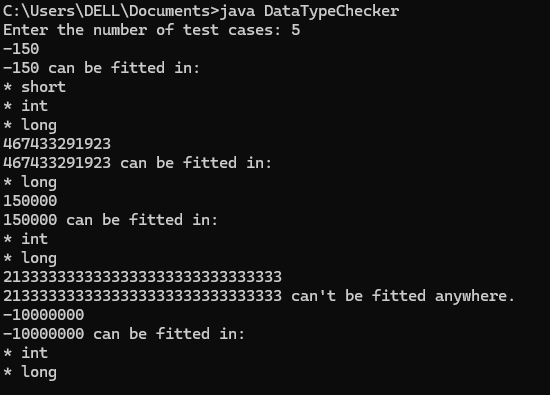 C:\Users\DELL\Documents>java DataTypeChecker
Enter the number of test cases: 5
-150
-150 can be fitted in:
* short
* int
* long
467433291923
467433291923 can be fitted in:
* long
150000
150000 can be fitted in:
* int
* long
2133333333333333333333333333333
2133333333333333333333333333333 can't be fitted anywhere.
-10000000
-10000000 can be fitted in:
* int
* long